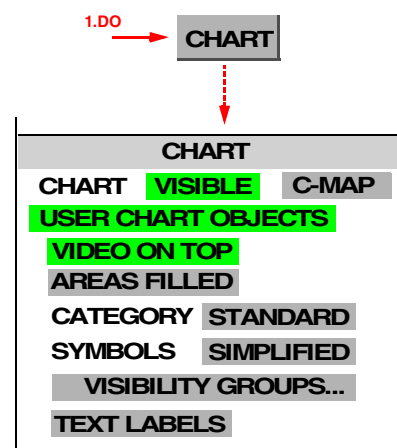 1.DO
CHART
CHART
CHART VISIBLE C-MAP
USER CHART OBJECTS
VIDEO ON TOP
AREAS FILLED
CATEGORY STANDARD
SYMBOLS SIMPLIFIED
VISIBILITY GROUPS...
TEXT LABELS